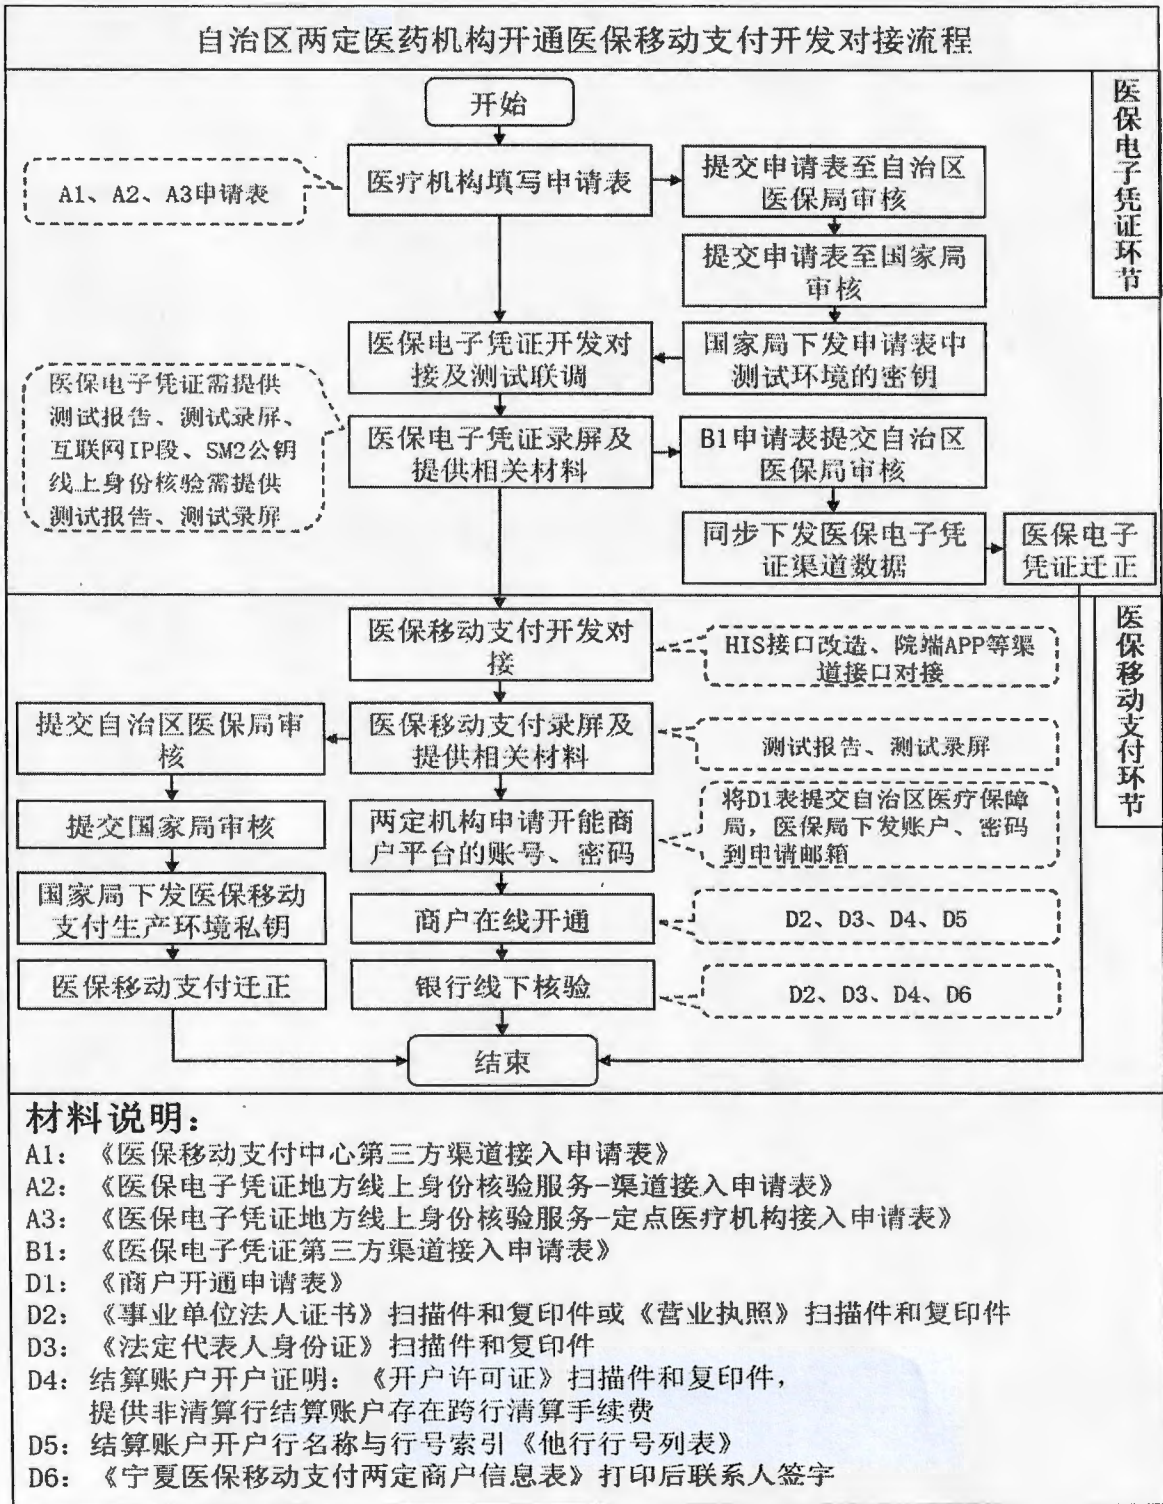 自治区两定医药机构开通医保移动支付开发对接流程
医保电子凭证环节
开始
A1、A2、A3申请表
医疗机构填写申请表
提交申请表至自治区
医保局审核
提交申请表至国家局
审核
医保电子凭证开发对
接及测试联调
国家局下发申请表中
测试环境的密钥
医保电子凭证需提供
测试报告、测试录屏、
互联网IP段、SM2公钥
线上身份核验需提供
测试报告、测试录屏
医保电子凭证录屏及
提供相关材料
B1申请表提交自治区
医保局审核
同步下发医保电子凭
证渠道数据
医保电子
凭证迁正
医保移动支付环节
医保移动支付开发对
接
HIS接口改造、院端APP等渠
道接口对接
提交自治区医保局审
核
医保移动支付录屏及
提供相关材料
测试报告、测试录屏
提交国家局审核
两定机构申请开能商
户平台的账号、密码
将D1表提交自治区医疗保障
局，医保局下发账户、密码
到申请邮箱
国家局下发医保移动
支付生产环境私钥
商户在线开通
D2、D3、D4、D5
医保移动支付迁正
银行线下核验
D2、D3、D4、D6
结束
材料说明：
A1：《医保移动支付中心第三方渠道接入申请表》
A2：《医保电子凭证地方线上身份核验服务-渠道接入申请表》
A3：《医保电子凭证地方线上身份核验服务-定点医疗机构接入申请表》
B1：《医保电子凭证第三方渠道接入申请表》
D1：《商户开通申请表》
D2：《事业单位法人证书》扫描件和复印件或《营业执照》扫描件和复印件
D3：《法定代表人身份证》扫描件和复印件
D4：结算账户开户证明：《开户许可证》扫描件和复印件，
提供非清算行结算账户存在跨行清算手续费
D5：结算账户开户行名称与行号索引《他行行号列表》
D6：《宁夏医保移动支付两定商户信息表》打印后联系人签字